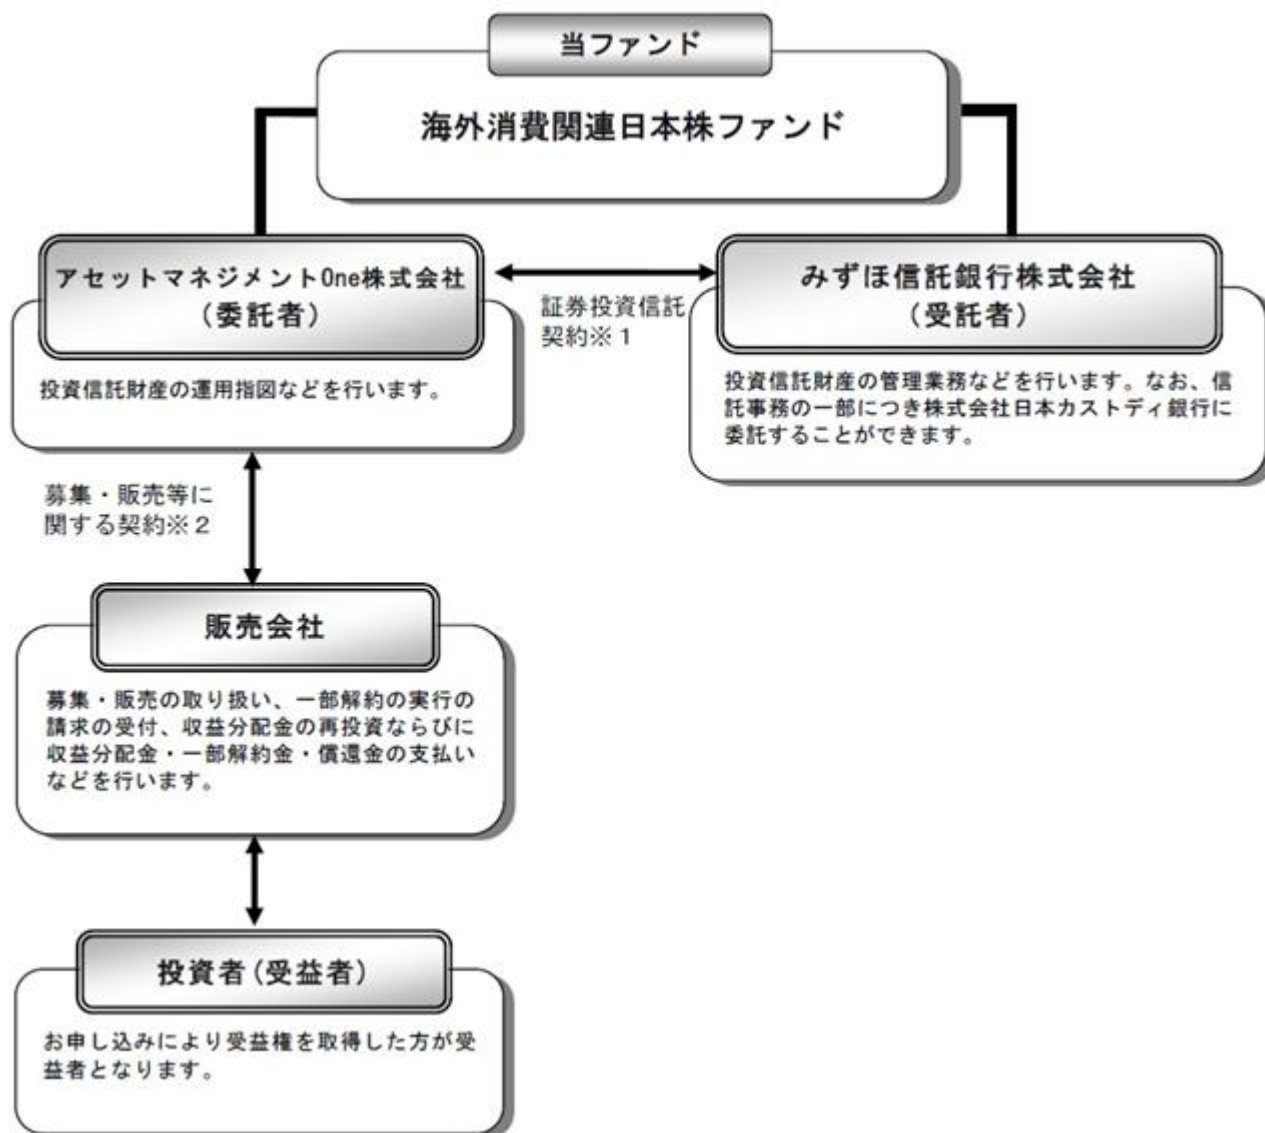 当ファンド
海外消費関連日本株ファンド
アセットマネジメントOne株式会社
（委託者）
投資信託財産の運用指図などを行います。
証券投資信託
契約※１
みずほ信託銀行株式会社
（受託者）
投資信託財産の管理業務などを行います。なお、信
託事務の一部につき株式会社日本カストディ銀行に
委託することができます。
募集・販売等に
関する契約※２
販売会社
募集・販売の取り扱い、一部解約の実行の
請求の受付、収益分配金の再投資ならびに
収益分配金・一部解約金・償還金の支払い
などを行います。
投資者(受益者)
お申し込みにより受益権を取得した方が受
益者となります。